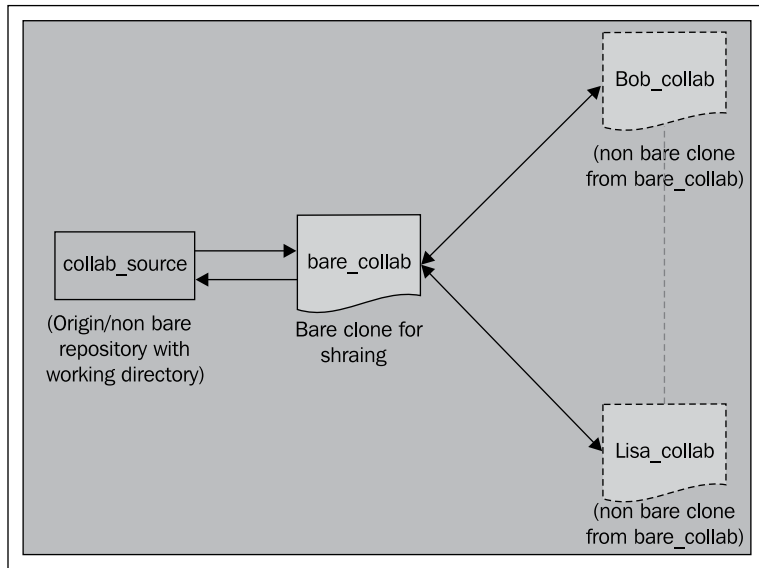 Bob_collab
(non bare clone
from bare_collab)
collab_source
(Origin/non bare
repository with
working directory)
bare_collab
Bare clone for
shraing
Lisa_collab
(non bare clone
from bare_collab)